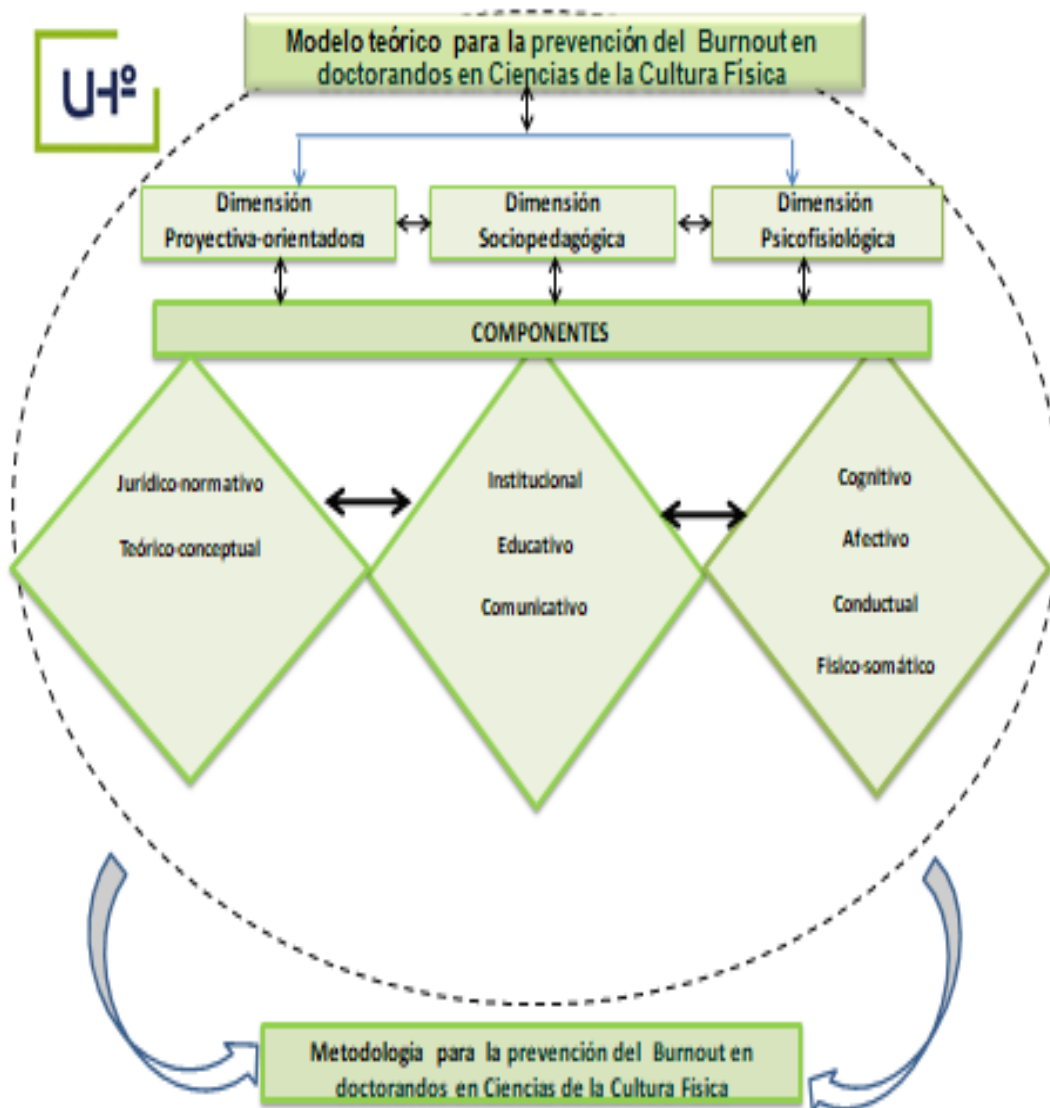 Modelo teórico para la prevención del Burnout en
doctorandos en Ciencias de la Cultura Física
UHº
Dimensión
Proyectiva-orientadora
Dimensión
Sociopedagógica
Dimensión
Psicofisiológica
COMPONENTES
Jurídico-normativo
Teórico-conceptual
Institucional
Educativo
Comunicativo
Cognitivo
Afectivo
Conductual
Físico-somático
Metodología para la prevención del Burnout en
doctorandos en Ciencias de la Cultura Física